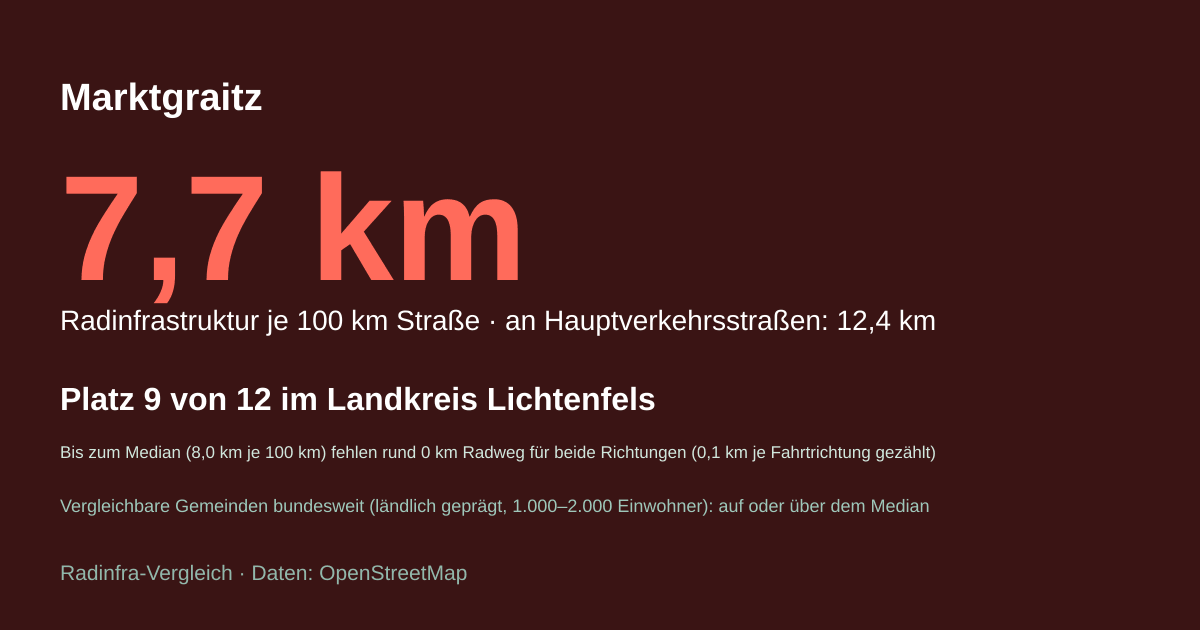 Marktgraitz
7,7 km
Radinfrastruktur je 100 km Straße · an Hauptverkehrsstraßen: 12,4 km
Platz 9 von 12 im Landkreis Lichtenfels
Bis zum Median (8,0 km je 100 km) fehlen rund 0 km Radweg für beide Richtungen (0,1 km je Fahrtrichtung gezählt)
Vergleichbare Gemeinden bundesweit (ländlich geprägt, 1.000–2.000 Einwohner): auf oder über dem Median
Radinfra-Vergleich · Daten: OpenStreetMap